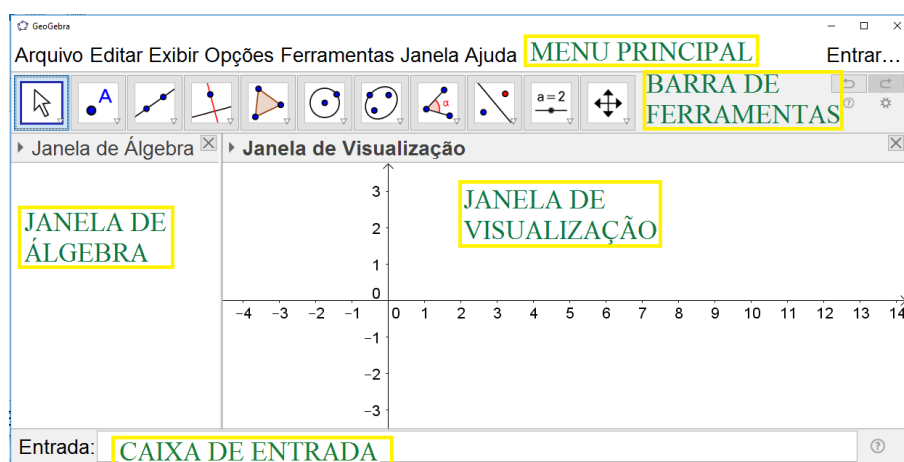 GeoGebra
Arquivo Editar Exibir Opções Ferramentas Janela Ajuda MENU PRINCIPAL Entrar...
A α a=2 BARRA DE
FERRAMENTAS
Janela de Álgebra Janela de Visualização
JANELA DE
ÁLGEBRA
JANELA DE
VISUALIZAÇÃO
3
2
1
0
−4 −3 −2 −1 0 1 2 3 4 5 6 7 8 9 10 11 12 13 14
−1
−2
−3
Entrada: CAIXA DE ENTRADA